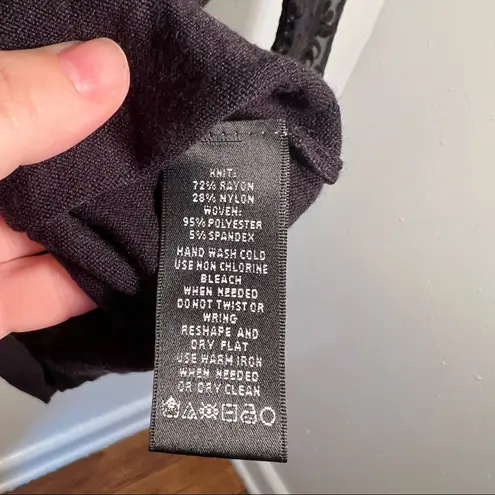 KNIT:
72% RAYON
28% NYLON
WOVEN:
95% POLYESTER
5% SPANDEX
HAND WASH COLD
USE NON CHLORINE
BLEACH
WHEN NEEDED
DO NOT TWIST OR
WRING
RESHAPE AND
DRY FLAT
USE WARM IRON
WHEN NEEDED
OR DRY CLEAN